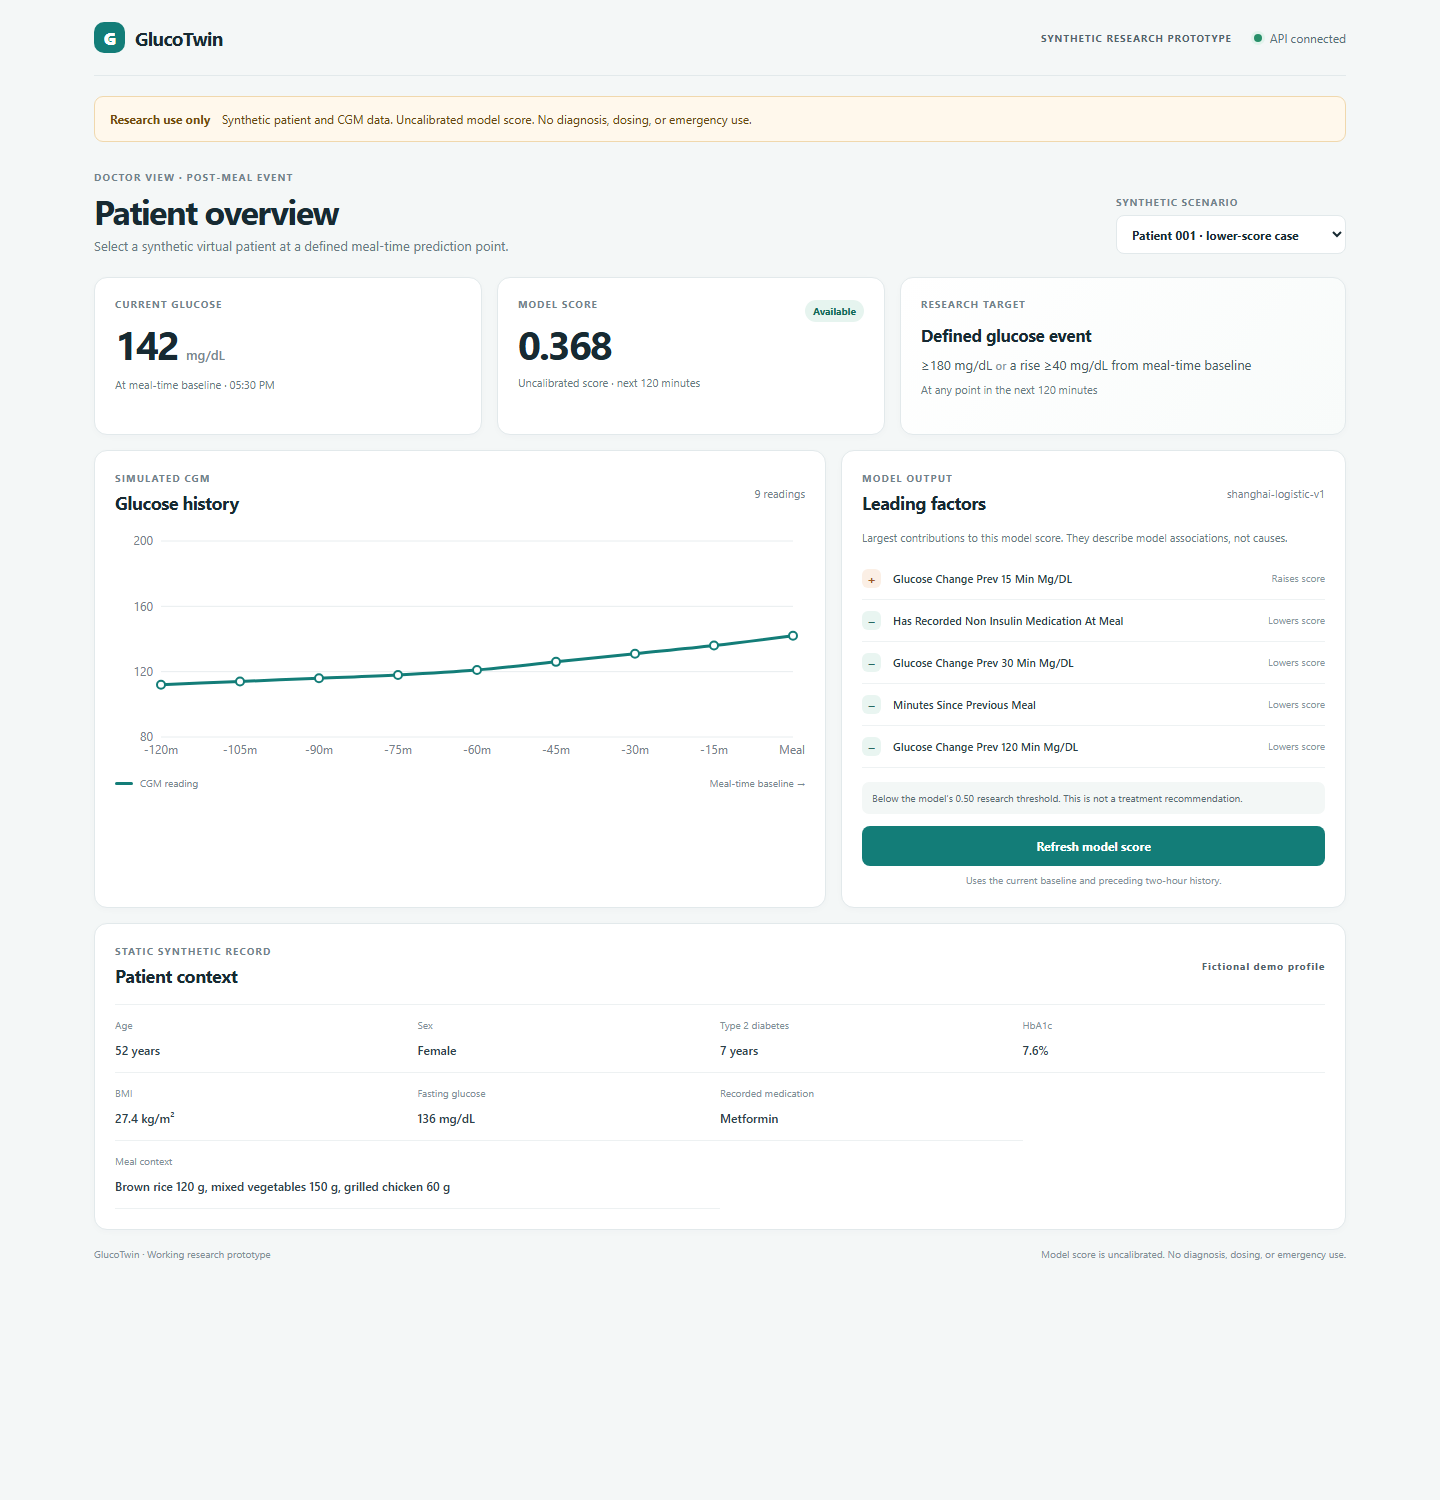 G GlucoTwin
SYNTHETIC RESEARCH PROTOTYPE API connected
Research use only Synthetic patient and CGM data. Uncalibrated model score. No diagnosis, dosing, or emergency use.
DOCTOR VIEW · POST-MEAL EVENT
Patient overview
Select a synthetic virtual patient at a defined meal-time prediction point.
SYNTHETIC SCENARIO
Patient 001 · lower-score case
CURRENT GLUCOSE
142 mg/dL
At meal-time baseline · 05:30 PM
MODEL SCORE
Available
0.368
Uncalibrated score · next 120 minutes
RESEARCH TARGET
Defined glucose event
≥180 mg/dL or a rise ≥40 mg/dL from meal-time baseline
At any point in the next 120 minutes
SIMULATED CGM
Glucose history
9 readings
200
160
120
80
-120m -105m -90m -75m -60m -45m -30m -15m Meal
CGM reading
Meal-time baseline →
MODEL OUTPUT
Leading factors
shanghai-logistic-v1
Largest contributions to this model score. They describe model associations, not causes.
+ Glucose Change Prev 15 Min Mg/DL Raises score
− Has Recorded Non Insulin Medication At Meal Lowers score
− Glucose Change Prev 30 Min Mg/DL Lowers score
− Minutes Since Previous Meal Lowers score
− Glucose Change Prev 120 Min Mg/DL Lowers score
Below the model's 0.50 research threshold. This is not a treatment recommendation.
Refresh model score
Uses the current baseline and preceding two-hour history.
STATIC SYNTHETIC RECORD
Patient context
Fictional demo profile
Age Sex Type 2 diabetes HbA1c
52 years Female 7 years 7.6%
BMI Fasting glucose Recorded medication
27.4 kg/m² 136 mg/dL Metformin
Meal context
Brown rice 120 g, mixed vegetables 150 g, grilled chicken 60 g
GlucoTwin · Working research prototype
Model score is uncalibrated. No diagnosis, dosing, or emergency use.